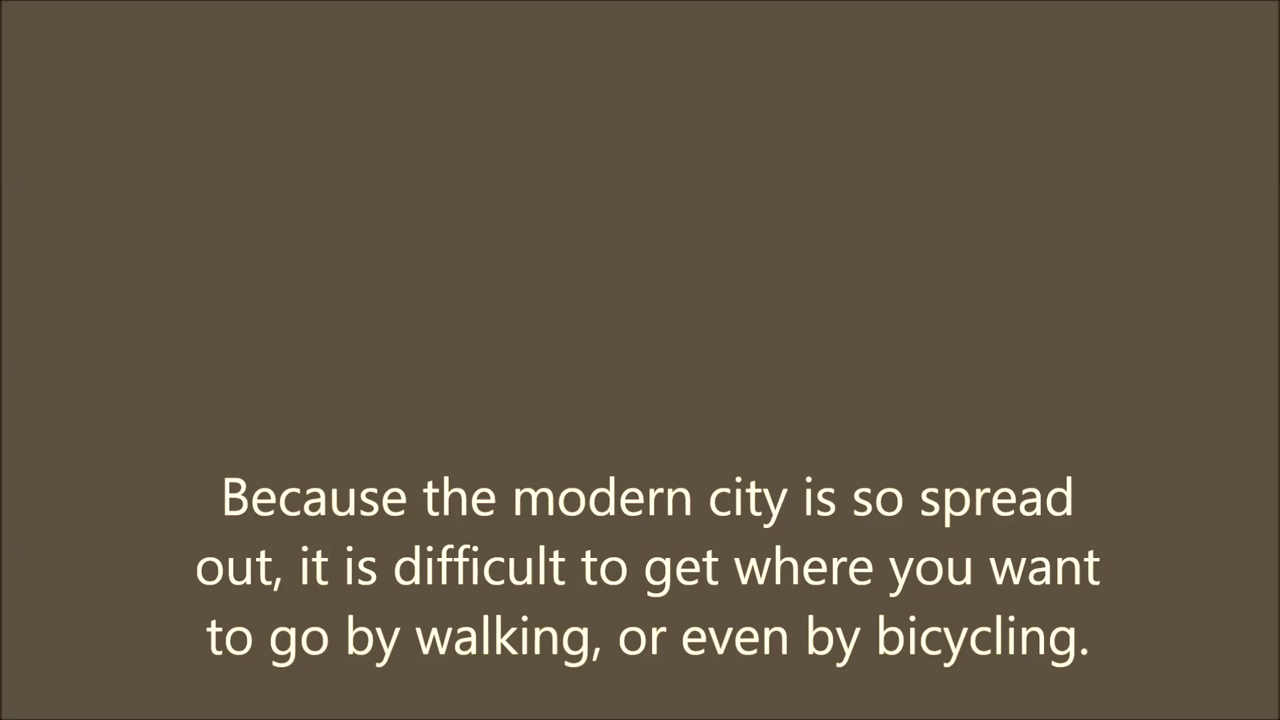 Because the modern city is so spread
out, it is difficult to get where you want
to go by walking, or even by bicycling.